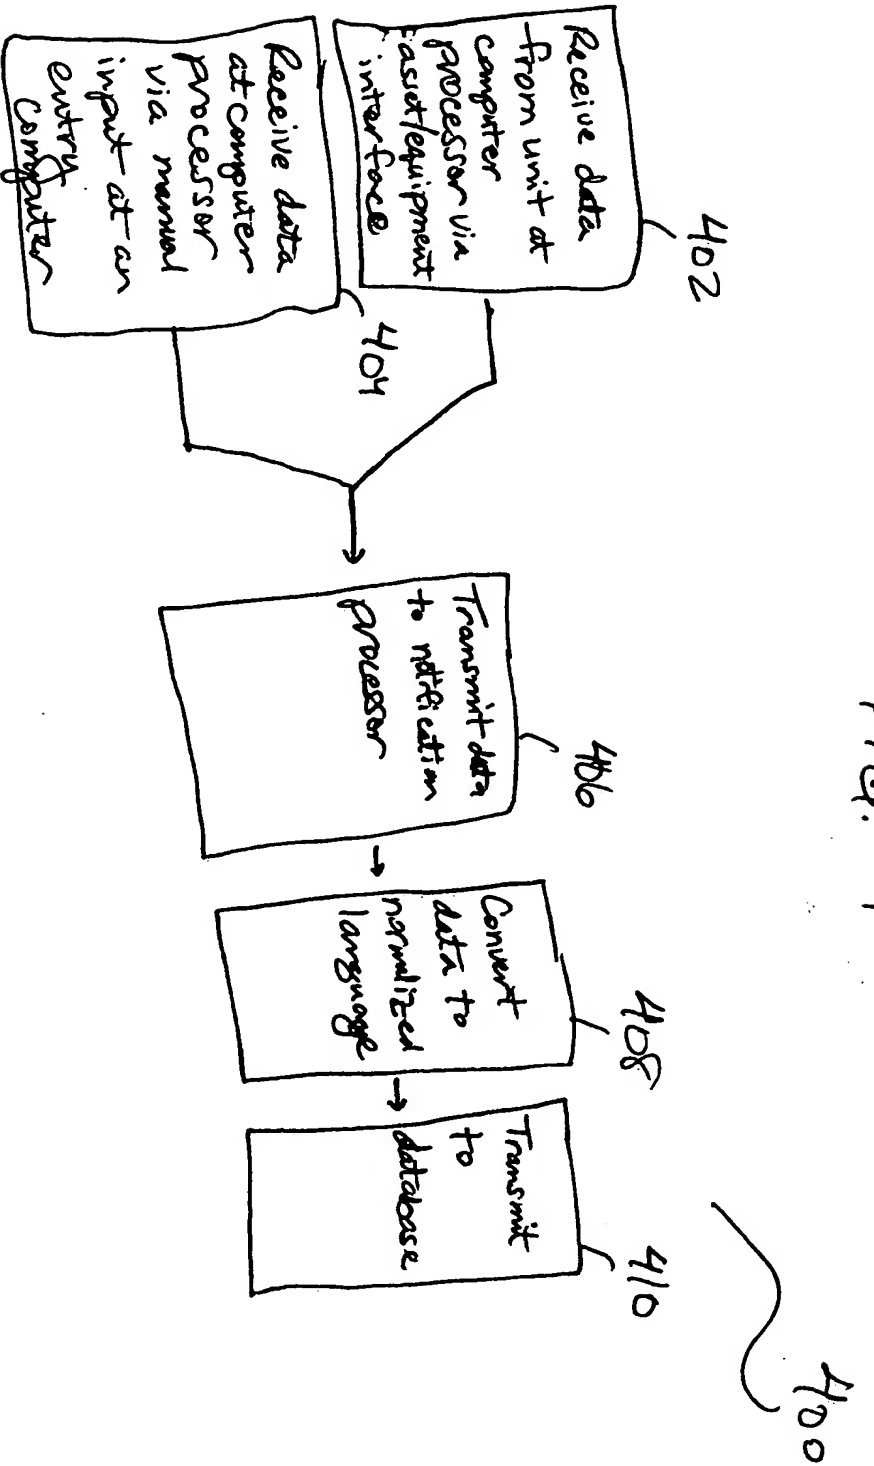 400
402
Receive data
from unit at
computer
processor via
asset/equipment
interface
404
Receive data
at computer
processor
via manual
input at an
entry
computer
406
Transmit data
to notification
processor
408
Convert
data to
normalized
language
410
Transmit
to
database